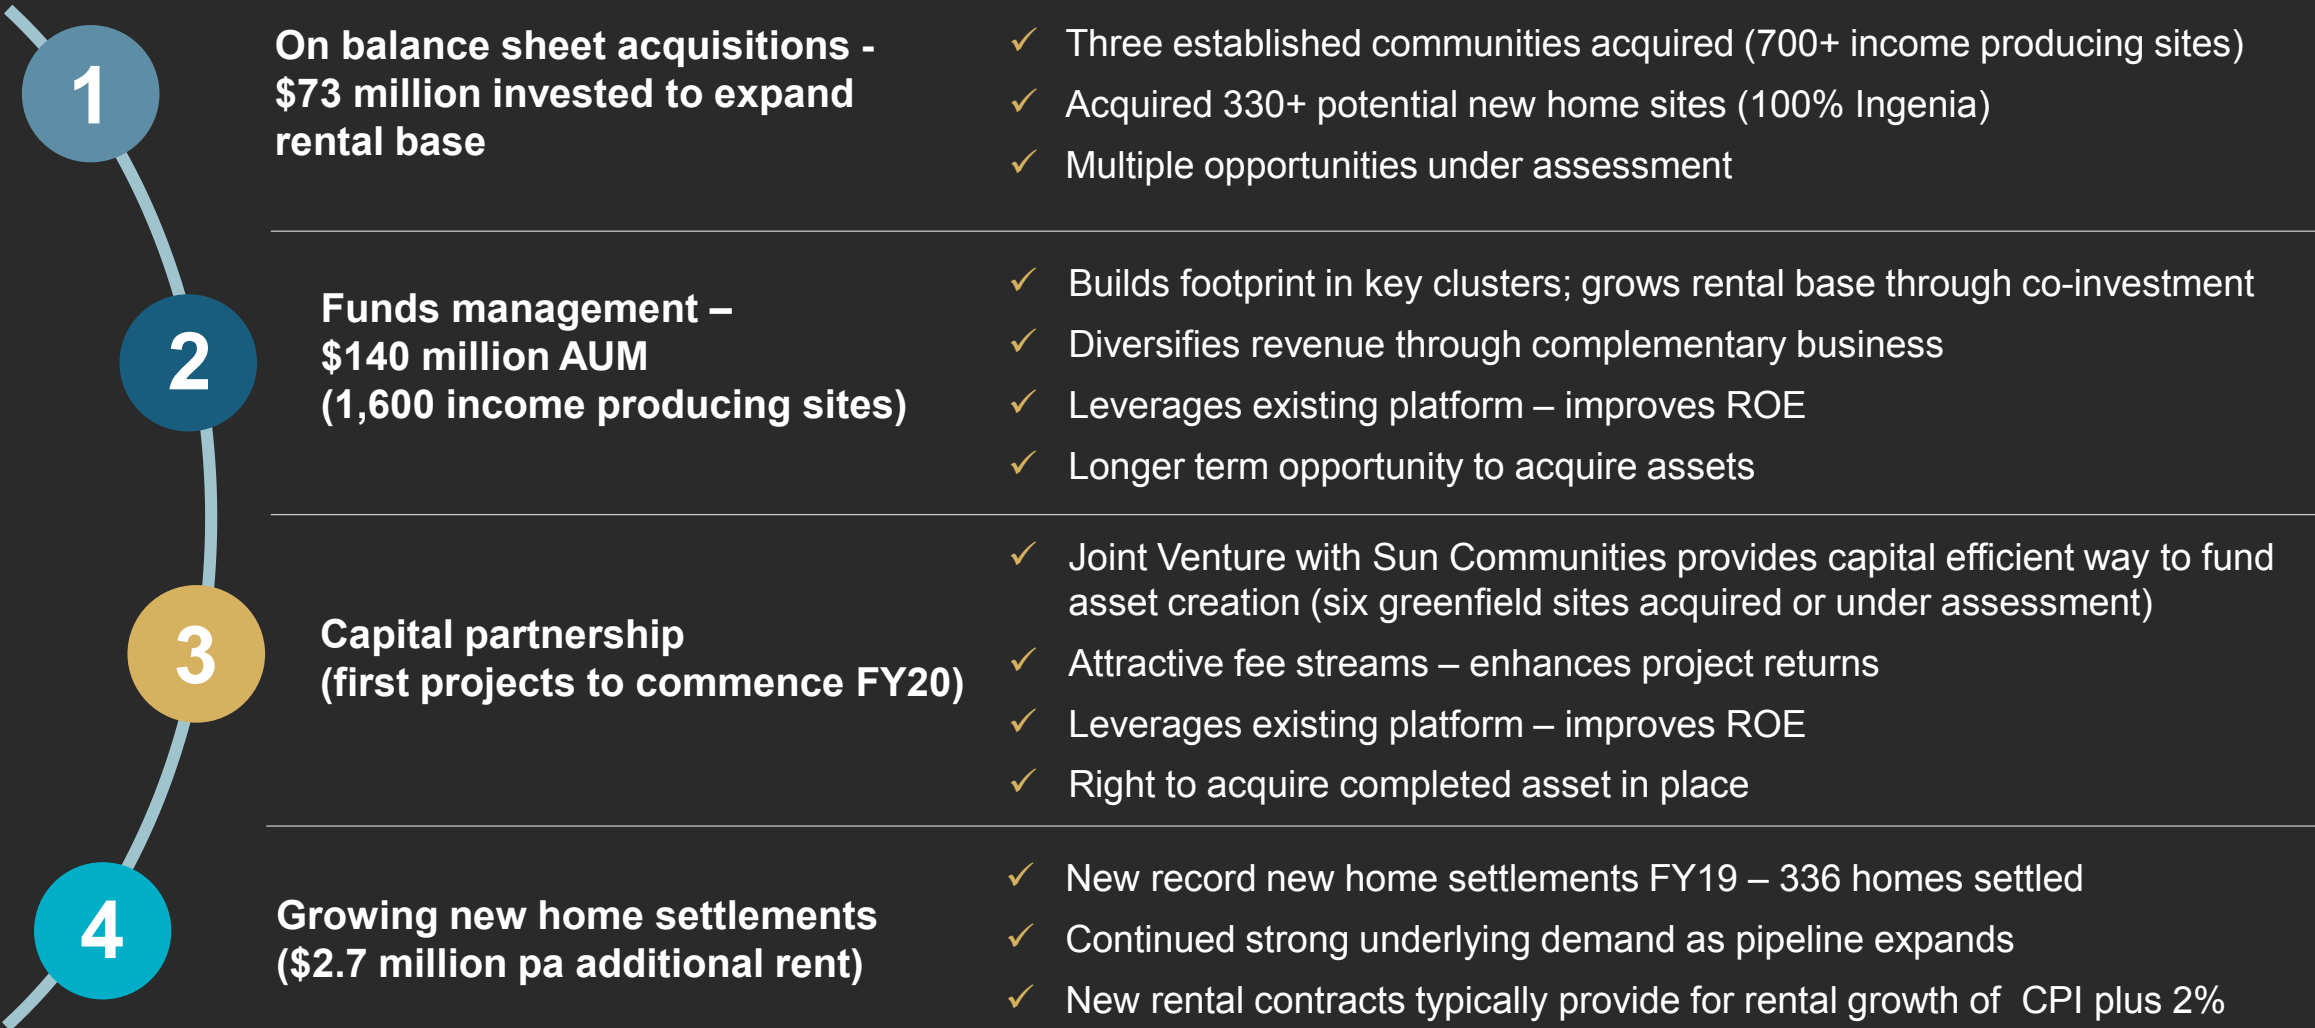 1
On balance sheet acquisitions -
$73 million invested to expand
rental base
✓ Three established communities acquired (700+ income producing sites)
✓ Acquired 330+ potential new home sites (100% Ingenia)
✓ Multiple opportunities under assessment
2
Funds management –
$140 million AUM
(1,600 income producing sites)
✓ Builds footprint in key clusters; grows rental base through co-investment
✓ Diversifies revenue through complementary business
✓ Leverages existing platform – improves ROE
✓ Longer term opportunity to acquire assets
3
Capital partnership
(first projects to commence FY20)
✓ Joint Venture with Sun Communities provides capital efficient way to fund
asset creation (six greenfield sites acquired or under assessment)
✓ Attractive fee streams – enhances project returns
✓ Leverages existing platform – improves ROE
✓ Right to acquire completed asset in place
4
Growing new home settlements
($2.7 million pa additional rent)
✓ New record new home settlements FY19 – 336 homes settled
✓ Continued strong underlying demand as pipeline expands
✓ New rental contracts typically provide for rental growth of  CPI plus 2%